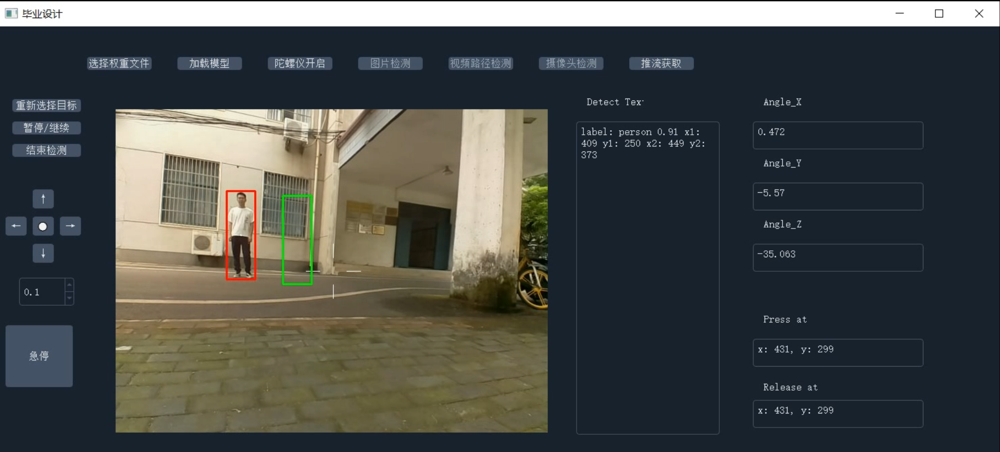 毕业设计
选择权重文件
加载模型
陀螺仪开启
图片检测
视频路径检测
摄像头检测
推流获取
重新选择目标
暂停/继续
结束检测
↑
←
→
↓
0.1
急停
Detect Tex
label: person 0.91 x1:
409 y1: 250 x2: 449 y2:
373
Angle_X
0.472
Angle_Y
-5.57
Angle_Z
-35.063
Press at
x: 431, y: 299
Release at
x: 431, y: 299